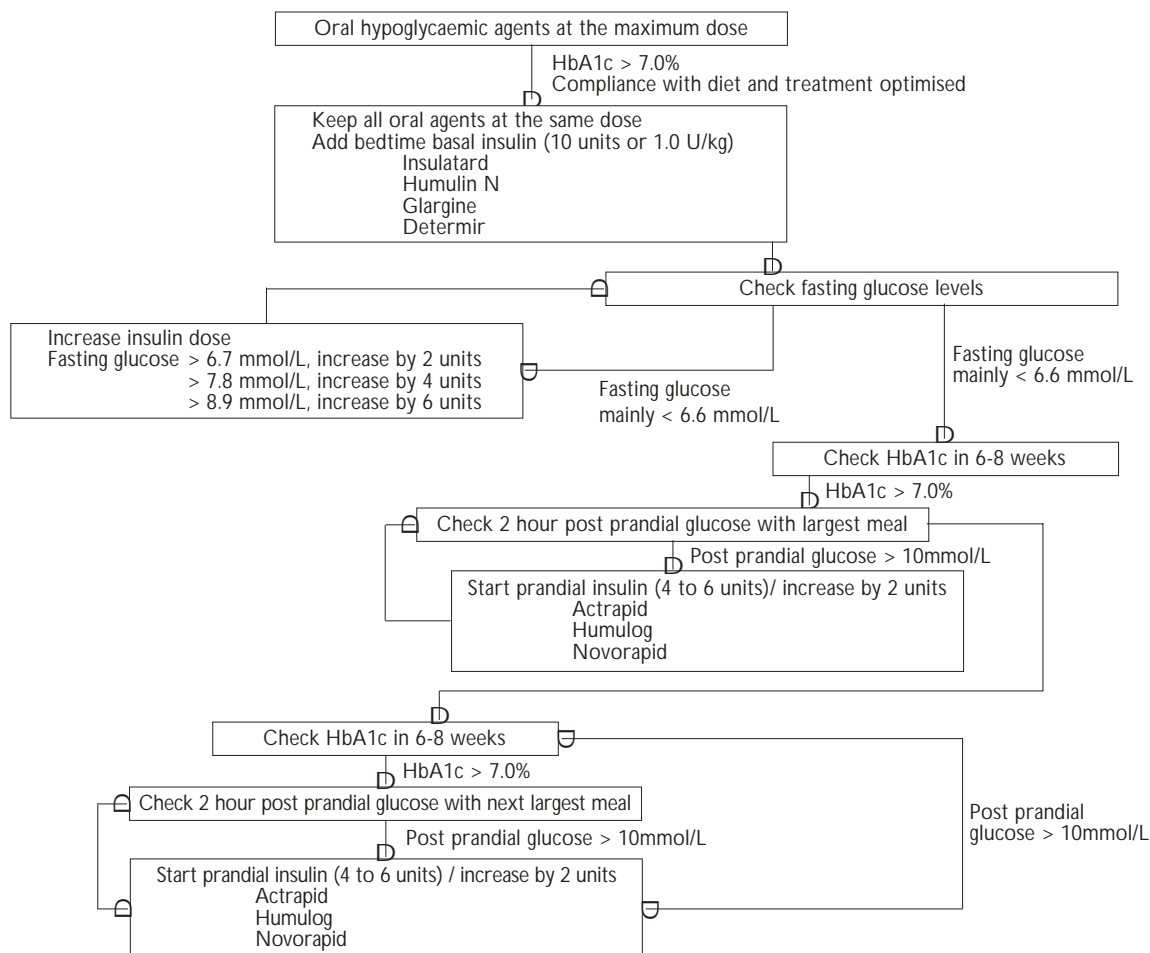 Oral hypoglycaemic agents at the maximum dose
HbA1c > 7.0%
Compliance with diet and treatment optimised
Keep all oral agents at the same dose
Add bedtime basal insulin (10 units or 1.0 U/kg)
Insulatard
Humulin N
Glargine
Determir
Check fasting glucose levels
Increase insulin dose
Fasting glucose > 6.7 mmol/L, increase by 2 units
> 7.8 mmol/L, increase by 4 units
> 8.9 mmol/L, increase by 6 units
Fasting glucose
mainly < 6.6 mmol/L
Fasting glucose
mainly < 6.6 mmol/L
Check HbA1c in 6-8 weeks
HbA1c > 7.0%
Check 2 hour post prandial glucose with largest meal
Post prandial glucose > 10mmol/L
Start prandial insulin (4 to 6 units)/ increase by 2 units
Actrapid
Humulog
Novorapid
Check HbA1c in 6-8 weeks
HbA1c > 7.0%
Check 2 hour post prandial glucose with next largest meal
Post prandial glucose > 10mmol/L
Post prandial
glucose > 10mmol/L
Start prandial insulin (4 to 6 units) / increase by 2 units
Actrapid
Humulog
Novorapid